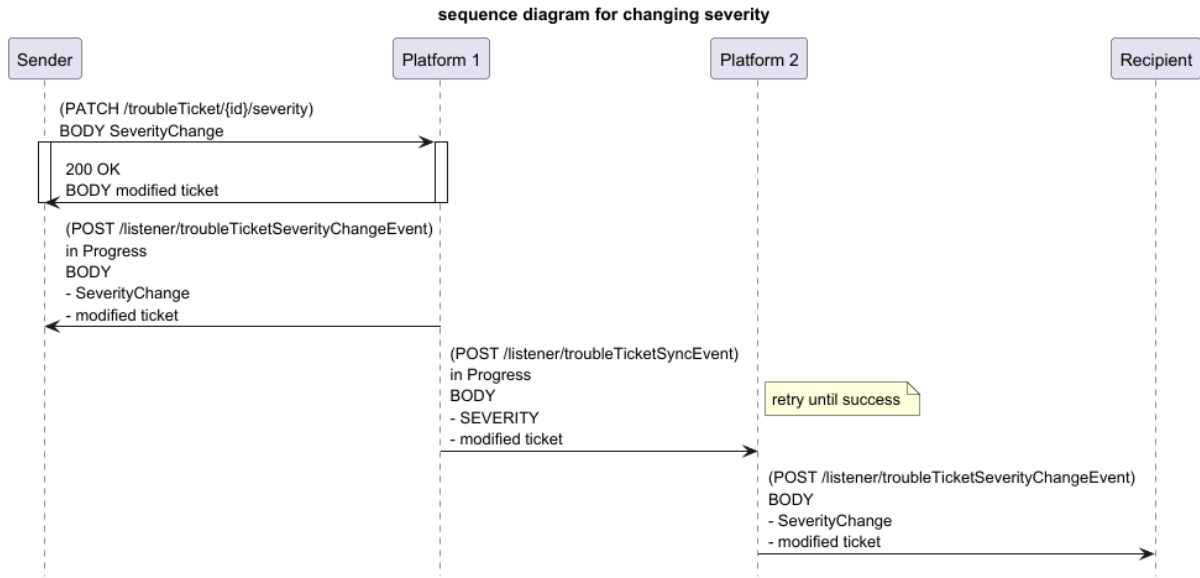 sequence diagram for changing severity
Sender
Platform 1
Platform 2
Recipient
(PATCH /troubleTicket/{id}/severity)
BODY SeverityChange
200 OK
BODY modified ticket
(POST /listener/troubleTicketSeverityChangeEvent)
in Progress
BODY
- SeverityChange
- modified ticket
(POST /listener/troubleTicketSyncEvent)
in Progress
BODY
- SEVERITY
- modified ticket
retry until success
(POST /listener/troubleTicketSeverityChangeEvent)
BODY
- SeverityChange
- modified ticket